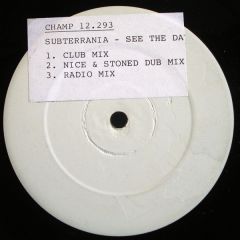 CHAMP 12.293
SUBTERRANIA - SEE THE DA
1. CLUB MIX
2. NICE & STONED DUB MIX
3. RADIO MIX